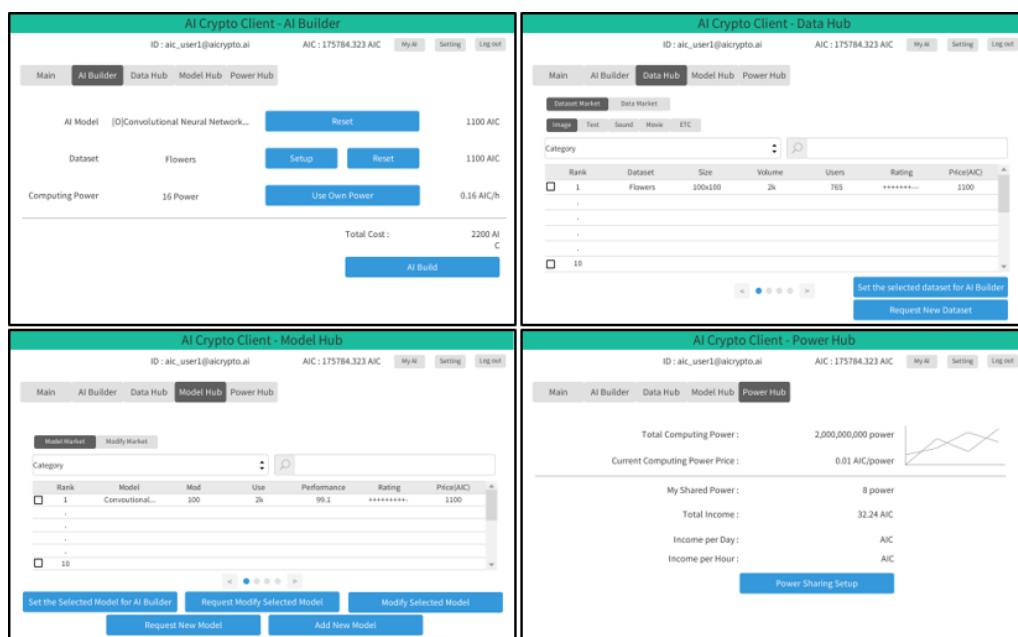 AI Crypto Client - AI Builder
ID : aic_user1@aicrypto.ai AIC : 175784.323 AIC My AI Setting Log out
Main AI Builder Data Hub Model Hub Power Hub
AI Model [O]Convolutional Neural Network... Reset 1100 AIC
Dataset Flowers Setup Reset 1100 AIC
Computing Power 16 Power Use Own Power 0.16 AIC/h
Total Cost : 2200 AI
C
AI Build
AI Crypto Client - Data Hub
ID : aic_user1@aicrypto.ai AIC : 175784.323 AIC My AI Setting Log out
Main AI Builder Data Hub Model Hub Power Hub
Dataset Market Data Market
Image Text Sound Movie ETC
Category
Rank Dataset Size Volume Users Rating Price(AIC)
1 Flowers 100x100 2k 765 +++++++--- 1100
.
.
.
.
10
< >
Set the selected dataset for AI Builder
Request New Dataset
AI Crypto Client - Model Hub
ID : aic_user1@aicrypto.ai AIC : 175784.323 AIC My AI Setting Log out
Main AI Builder Data Hub Model Hub Power Hub
Model Market Modify Market
Category
Rank Model Mod Use Performance Rating Price(AIC)
1 Convoutional... 100 2k 99.1 +++++++++- 1100
.
.
.
.
10
< >
Set the Selected Model for AI Builder Request Modify Selected Model Modify Selected Model
Request New Model Add New Model
AI Crypto Client - Power Hub
ID : aic_user1@aicrypto.ai AIC : 175784.323 AIC My AI Setting Log out
Main AI Builder Data Hub Model Hub Power Hub
Total Computing Power : 2,000,000,000 power
Current Computing Power Price : 0.01 AIC/power
My Shared Power : 8 power
Total Income : 32.24 AIC
Income per Day : AIC
Income per Hour : AIC
Power Sharing Setup